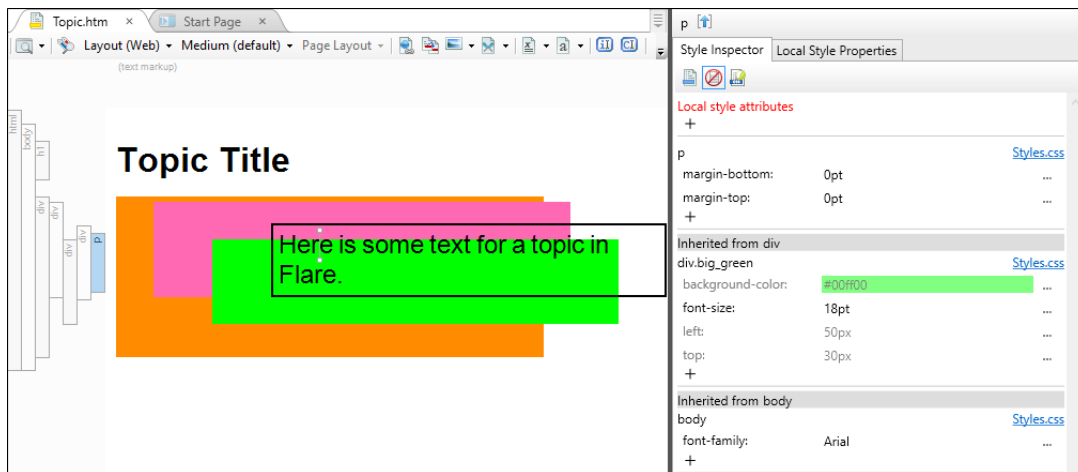 Topic.htm × Start Page ×
Layout (Web) Medium (default) Page Layout
(text markup)
html
body
h1
div
div
div
div
p
Topic Title
Here is some text for a topic in
Flare.
p
Style Inspector Local Style Properties
Local style attributes
+
p Styles.css
margin-bottom: 0pt ...
margin-top: 0pt ...
+
Inherited from div
div.big_green Styles.css
background-color: #00ff00 ...
font-size: 18pt ...
left: 50px ...
top: 30px ...
+
Inherited from body
body Styles.css
font-family: Arial ...
+